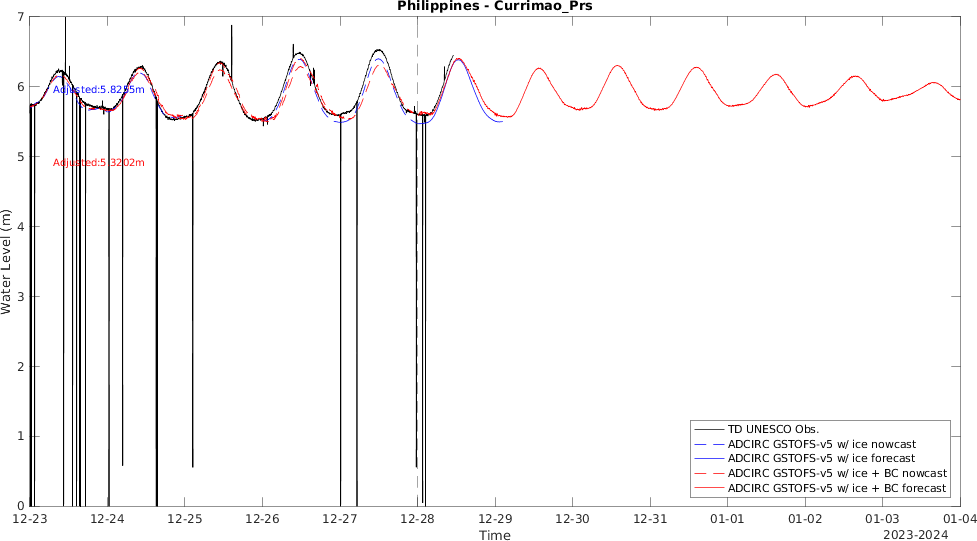 Philippines - Currimao_Prs
7
6
5
4
3
2
1
0
Water Level (m)
Adjusted:5.8255m
Adjusted:5.3202m
TD UNESCO Obs.
ADCIRC GSTOFS-v5 w/ ice nowcast
ADCIRC GSTOFS-v5 w/ ice forecast
ADCIRC GSTOFS-v5 w/ ice + BC nowcast
ADCIRC GSTOFS-v5 w/ ice + BC forecast
12-23 12-24 12-25 12-26 12-27 12-28 12-29 12-30 12-31 01-01 01-02 01-03 01-04
Time
2023-2024